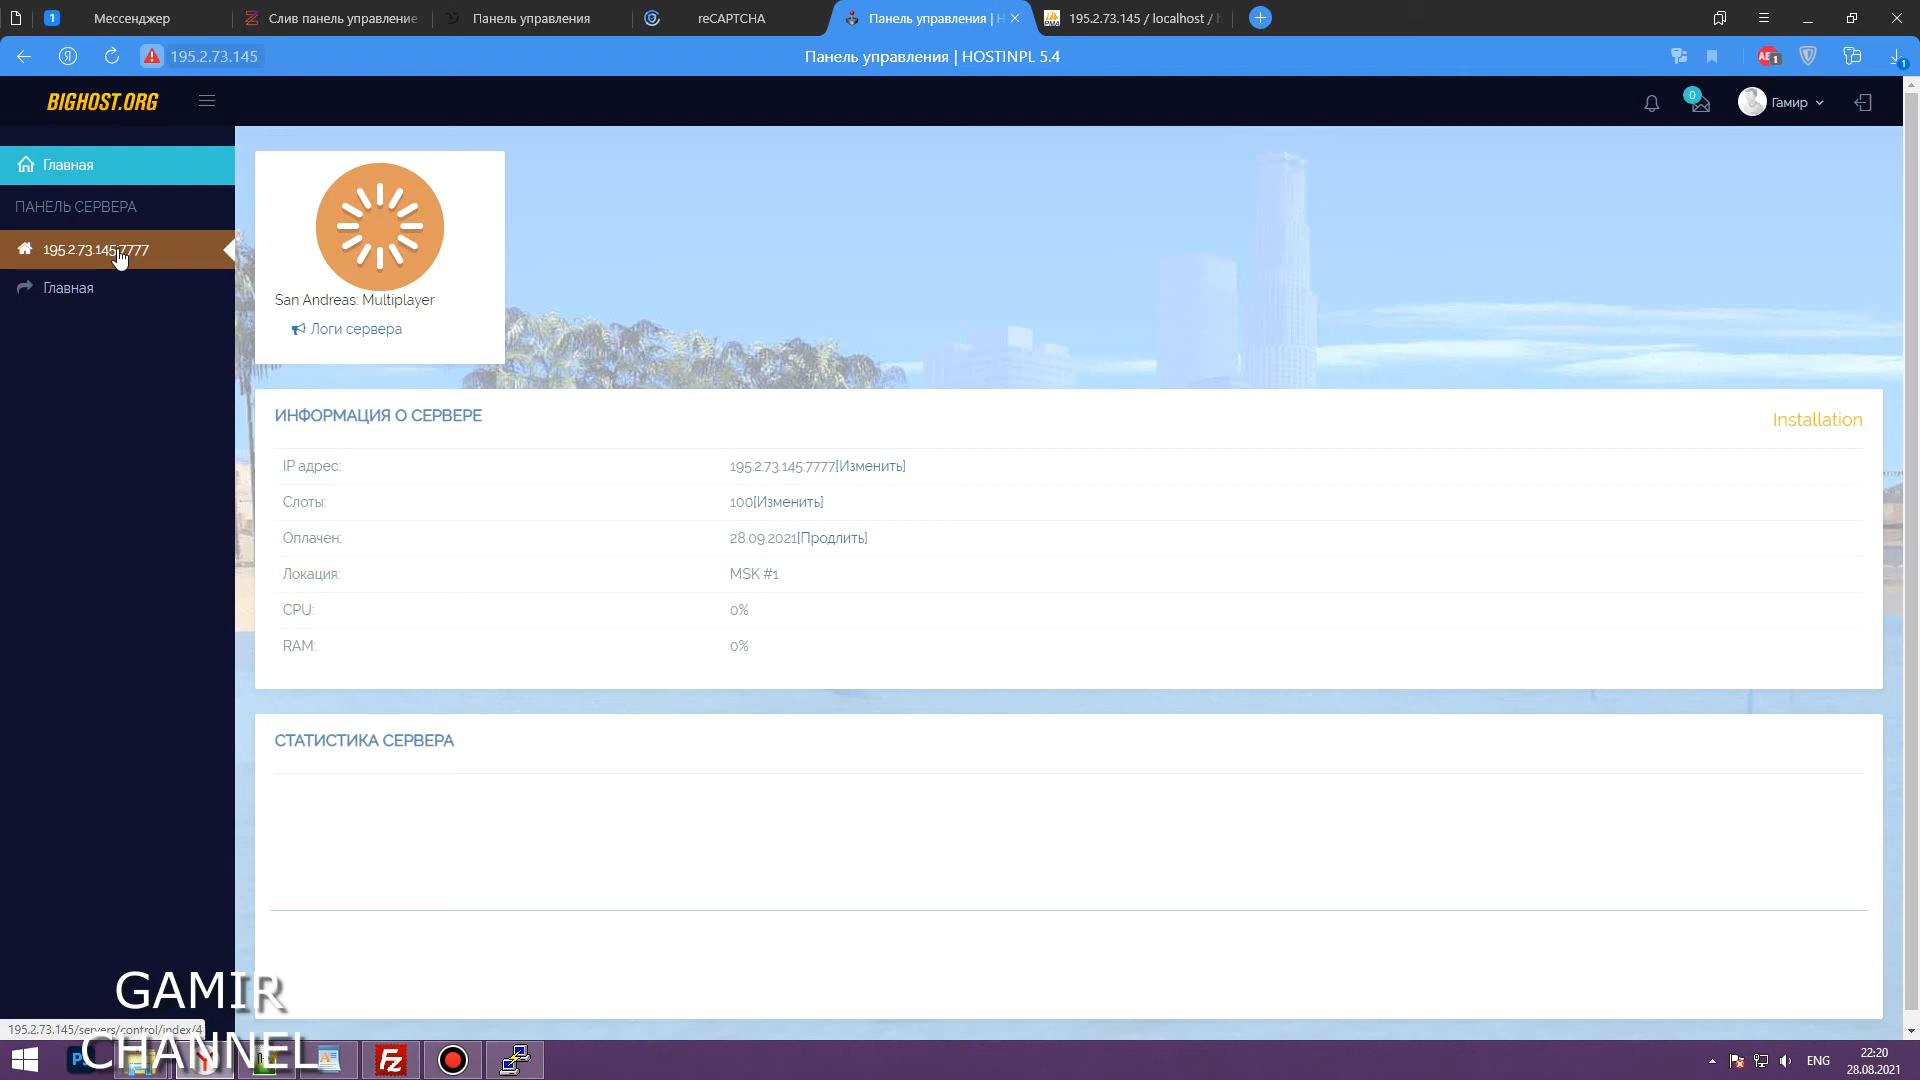 1
Мессенджер
Слив панель управление
Панель управления
reCAPTCHA
Панель управления | H
195.2.73.145 / localhost / h
195.2.73.145
Панель управления | HOSTINPL 5.4
1
1
BIGHOST.ORG
0
Гамир
Главная
ПАНЕЛЬ СЕРВЕРА
195.2.73.145:7777
Главная
San Andreas: Multiplayer
Логи сервера
ИНФОРМАЦИЯ О СЕРВЕРЕ
Installation
IP адрес:
195.2.73.145:7777[Изменить]
Слоты:
100[Изменить]
Оплачен:
28.09.2021[Продлить]
Локация:
MSK #1
CPU:
0%
RAM:
0%
СТАТИСТИКА СЕРВЕРА
GAMIR
195.2.73.145/servers/control/index/4
CHANNEL
ENG
22:20
28.08.2021